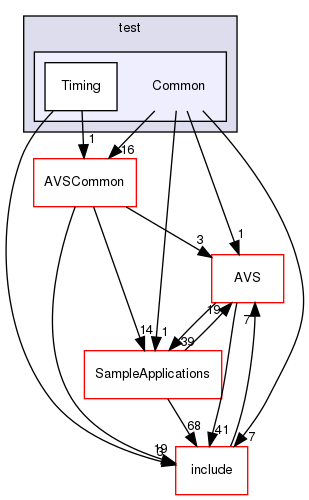 test
Timing
Common
1
16
AVSCommon
3
1
AVS
19
7
14
1
39
SampleApplications
68
41
19
3
7
include